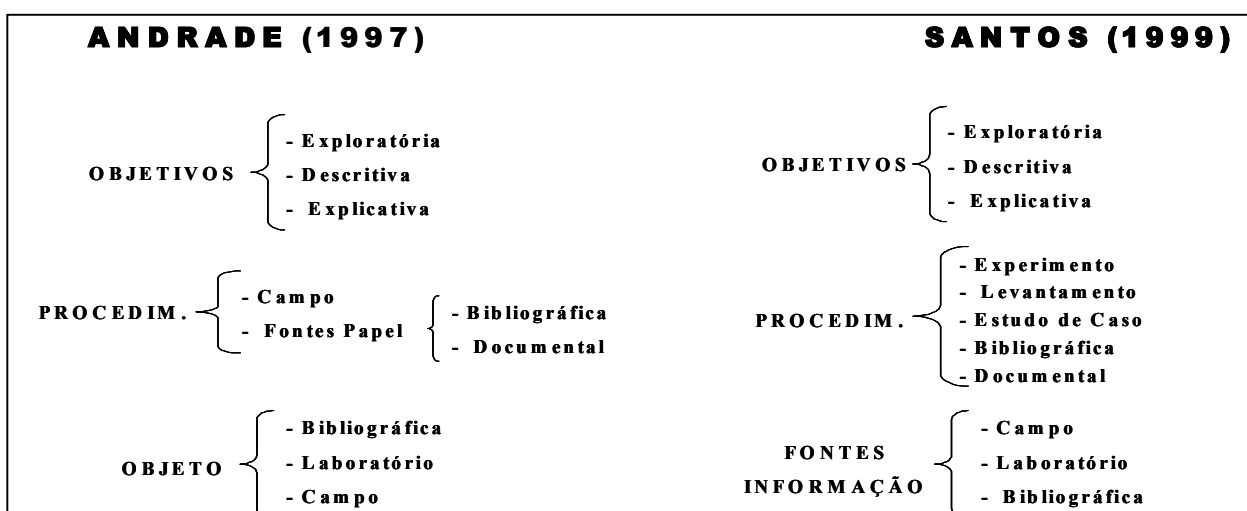 ANDRADE (1997)
OBJETIVOS
- Exploratória
- Descritiva
- Explicativa
PROCEDIM.
- Campo
- Fontes Papel
- Bibliográfica
- Documental
OBJETO
- Bibliográfica
- Laboratório
- Campo
SANTOS (1999)
OBJETIVOS
- Exploratória
- Descritiva
- Explicativa
PROCEDIM.
- Experimento
- Levantamento
- Estudo de Caso
- Bibliográfica
- Documental
FONTES
INFORMAÇÃO
- Campo
- Laboratório
- Bibliográfica